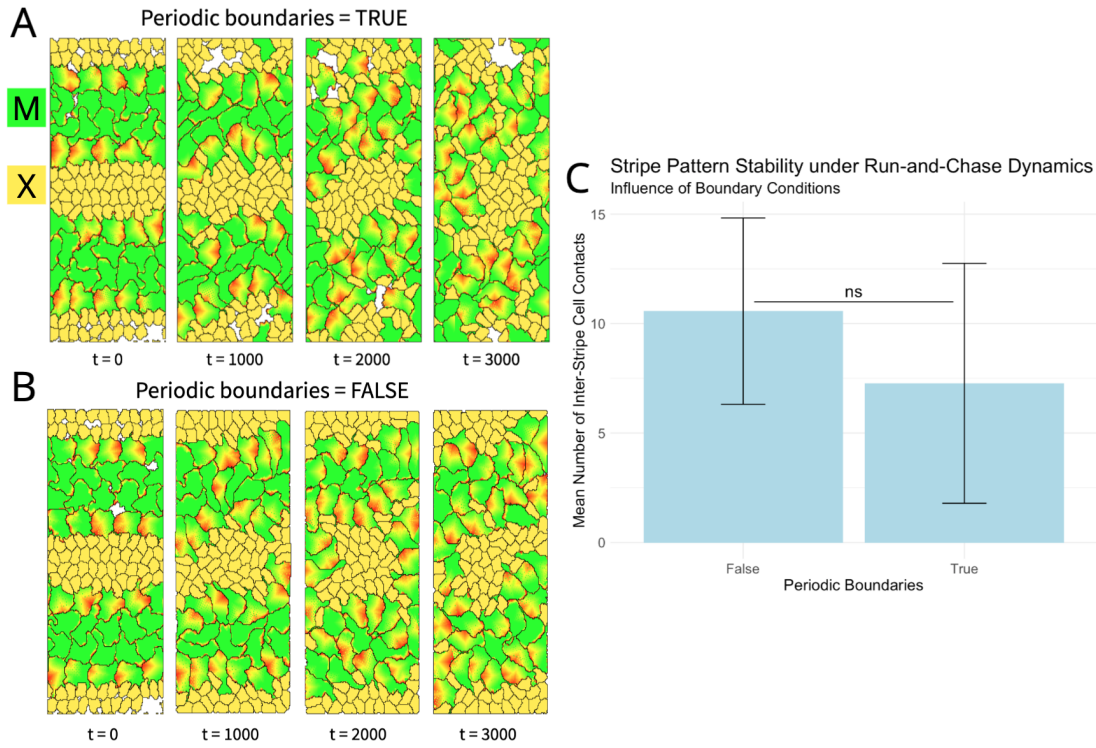 A
Periodic boundaries = TRUE
M
X
t = 0
t = 1000
t = 2000
t = 3000
B
Periodic boundaries = FALSE
t = 0
t = 1000
t = 2000
t = 3000
C
Stripe Pattern Stability under Run-and-Chase Dynamics
Influence of Boundary Conditions
Mean Number of Inter-Stripe Cell Contacts
15
10
5
0
ns
False
True
Periodic Boundaries